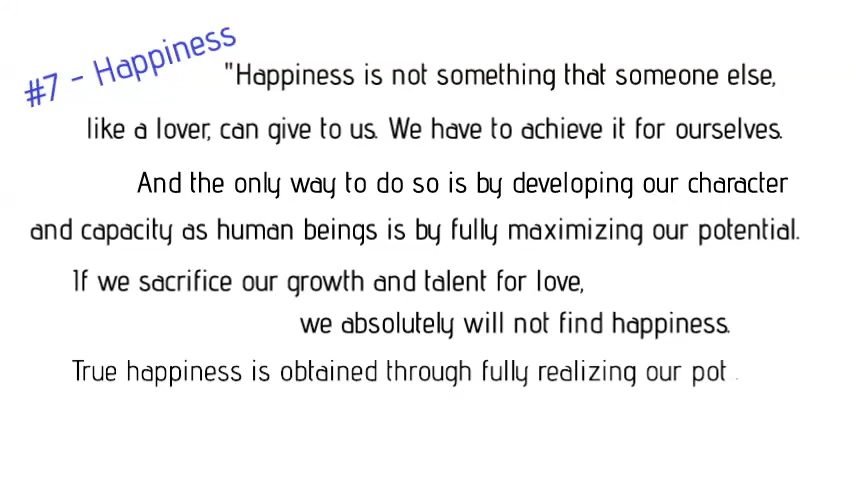 #7 - Happiness
"Happiness is not something that someone else,
like a lover, can give to us. We have to achieve it for ourselves.
And the only way to do so is by developing our character
and capacity as human beings is by fully maximizing our potential.
If we sacrifice our growth and talent for love,
we absolutely will not find happiness.
True happiness is obtained through fully realizing our pot